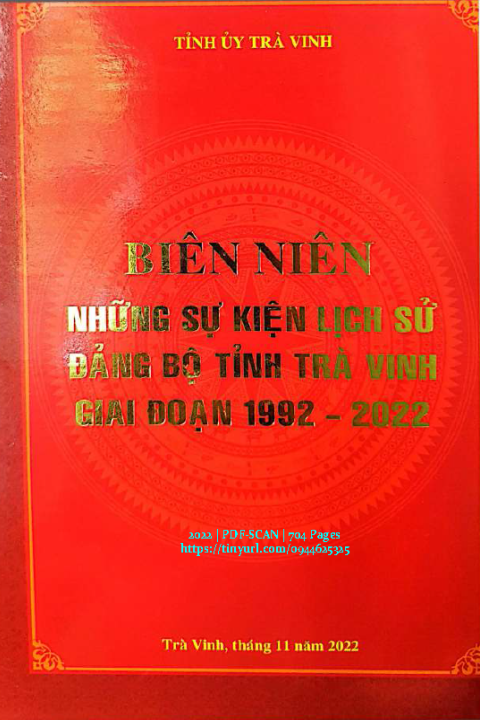 TỈNH ỦY TRÀ VINH
BIÊN NIÊN
NHỮNG SỰ KIỆN LỊCH SỬ
ĐẢNG BỘ TỈNH TRÀ VINH
GIAI ĐOẠN 1992 - 2022
2022 | PDF-SCAN | 704 Pages
https://tinyurl.com/0944625325
Trà Vinh, tháng 11 năm 2022